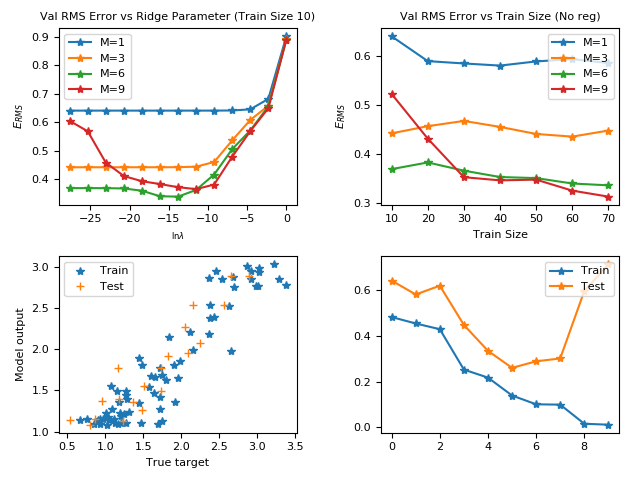 Val RMS Error vs Ridge Parameter (Train Size 10)
0.9
0.8
0.7
0.6
0.5
0.4
E_RMS
M=1
M=3
M=6
M=9
−25 −20 −15 −10 −5 0
lnλ
Val RMS Error vs Train Size (No reg)
0.6
0.5
0.4
0.3
E_RMS
M=1
M=3
M=6
M=9
10 20 30 40 50 60 70
Train Size
3.0
2.5
2.0
1.5
1.0
Model output
Train
Test
0.5 1.0 1.5 2.0 2.5 3.0 3.5
True target
0.6
0.4
0.2
0.0
Train
Test
0 2 4 6 8